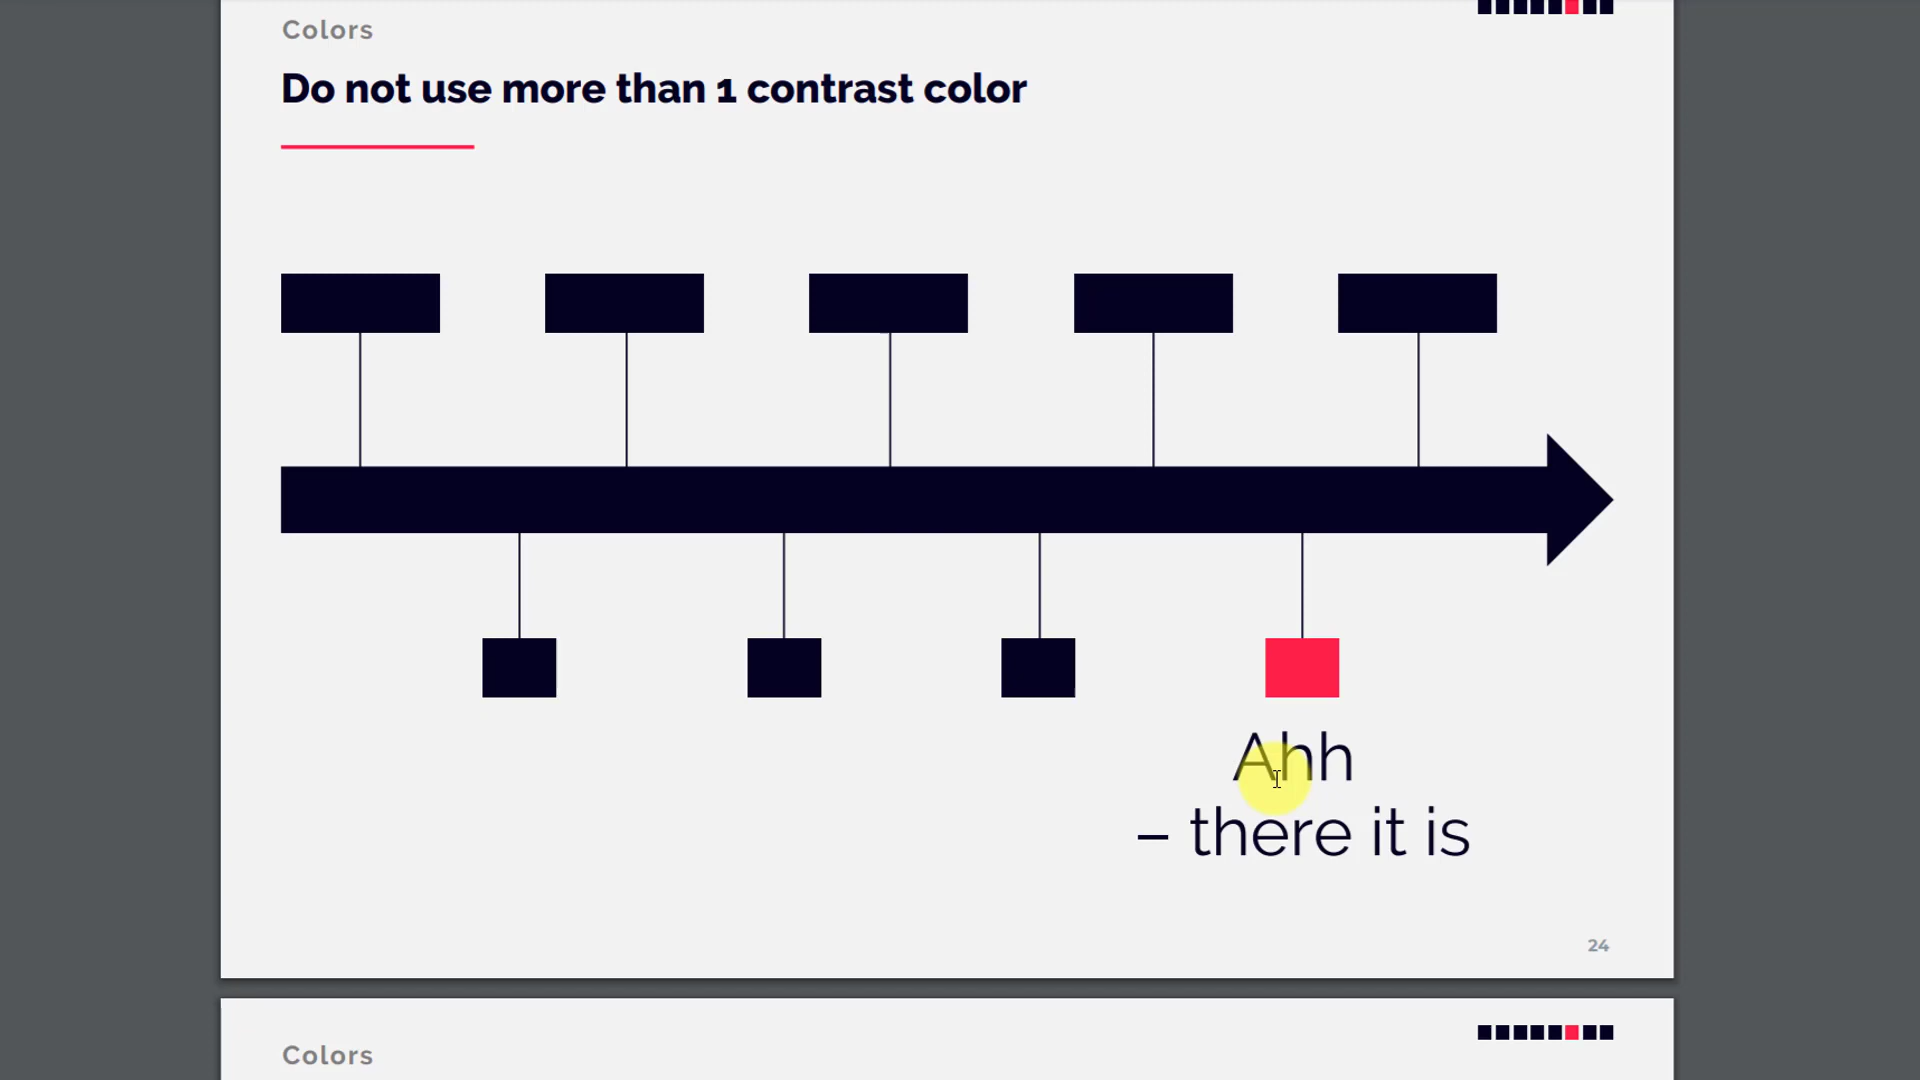 Colors
Do not use more than 1 contrast color
Ahh
– there it is
24
Colors